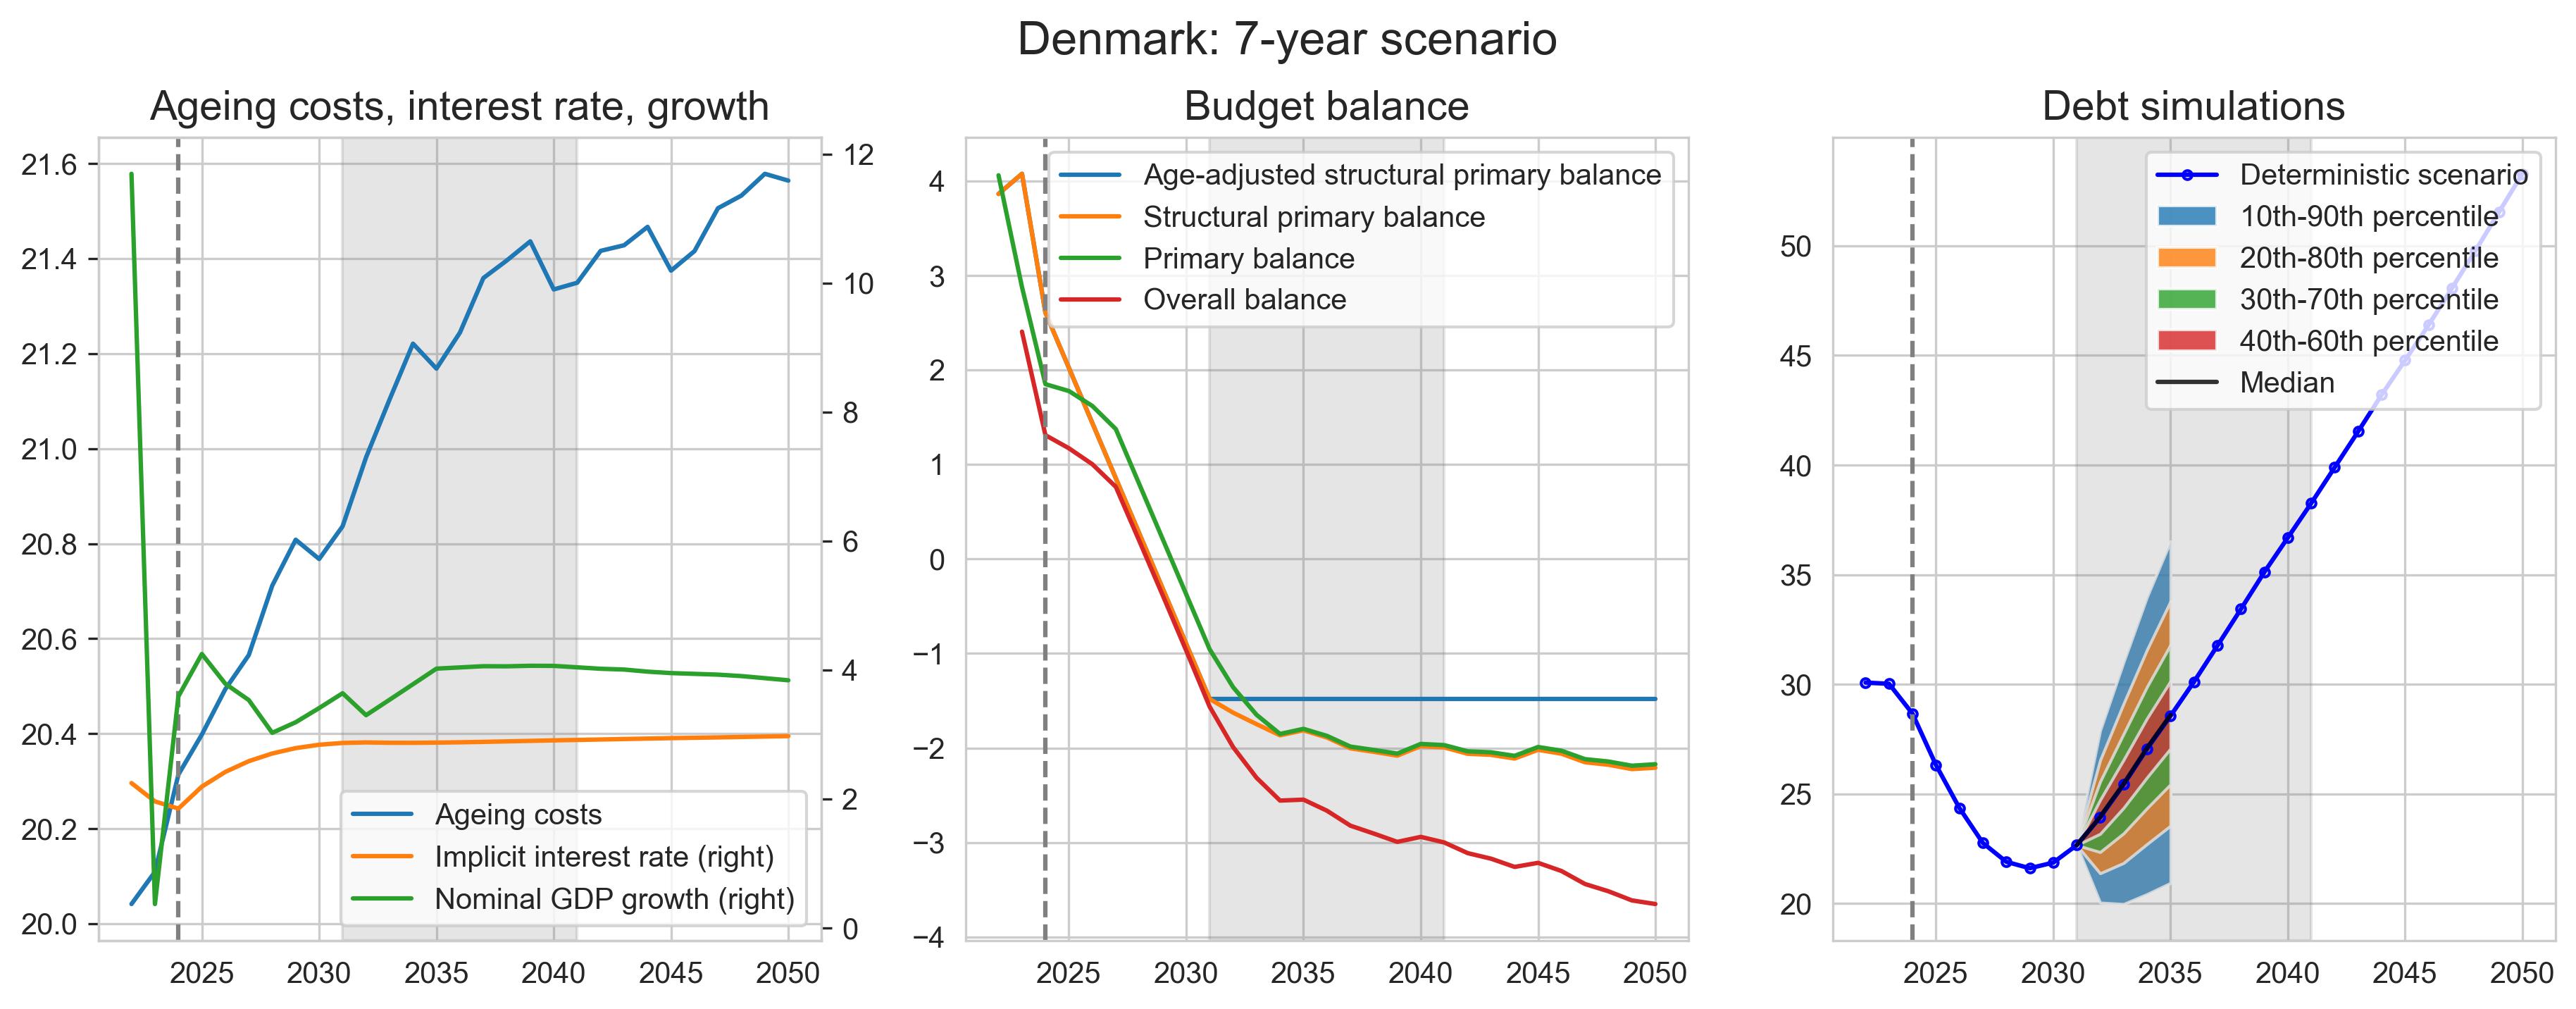 Denmark: 7-year scenario
Ageing costs, interest rate, growth
21.6
21.4
21.2
21.0
20.8
20.6
20.4
20.2
20.0
12
10
8
6
4
2
0
Ageing costs
Implicit interest rate (right)
Nominal GDP growth (right)
2025 2030 2035 2040 2045 2050
Budget balance
4
3
2
1
0
−1
−2
−3
−4
Age-adjusted structural primary balance
Structural primary balance
Primary balance
Overall balance
2025 2030 2035 2040 2045 2050
Debt simulations
50
45
40
35
30
25
20
Deterministic scenario
10th-90th percentile
20th-80th percentile
30th-70th percentile
40th-60th percentile
Median
2025 2030 2035 2040 2045 2050